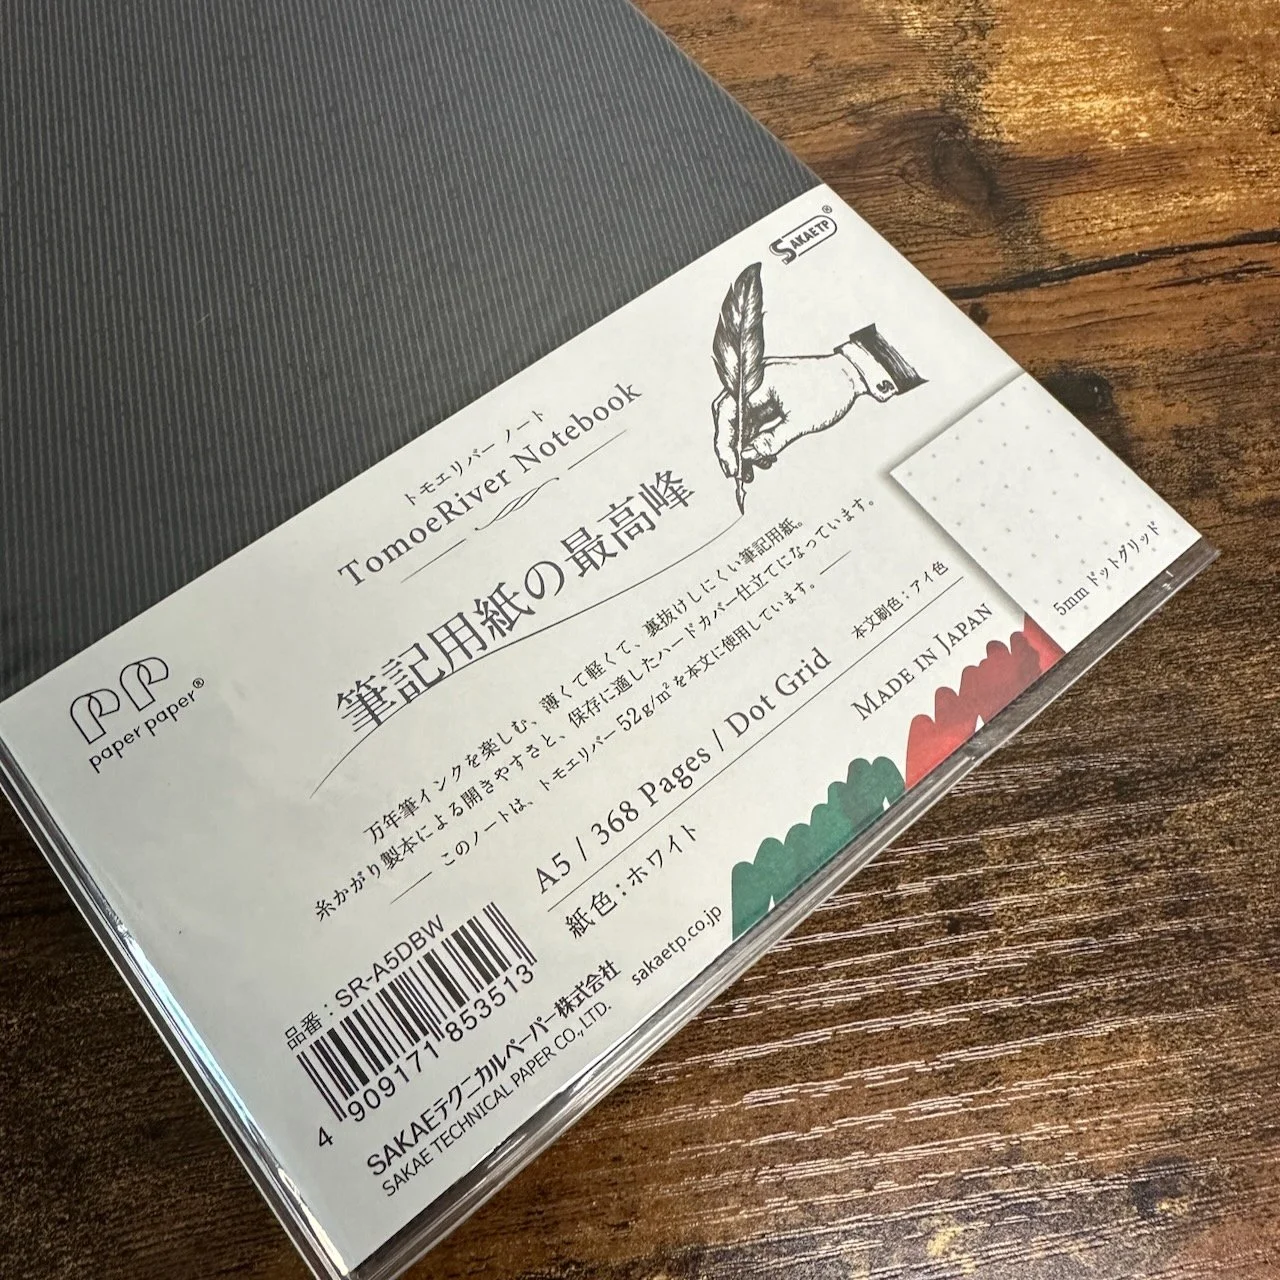 SAKAETP®
トモエリバー ノート
TomoeRiver Notebook
筆記用紙の最高峰
万年筆インクを楽しむ、薄くて軽くて、裏抜けしにくい筆記用紙。
糸かがり製本による開きやすさと、保存に適したハードカバー仕立てになっています。
このノートは、トモエリバー 52g/m²を本文に使用しています。
PP
paper paper®
A5 / 368 Pages / Dot Grid
本文刷色：アイ色
紙色：ホワイト
MADE IN JAPAN
5mm ドットグリッド
品番：SR-A5DBW
4 909171 853513
SAKAEテクニカルペーパー株式会社
SAKAE TECHNICAL PAPER CO.,LTD.
sakaetp.co.jp
S